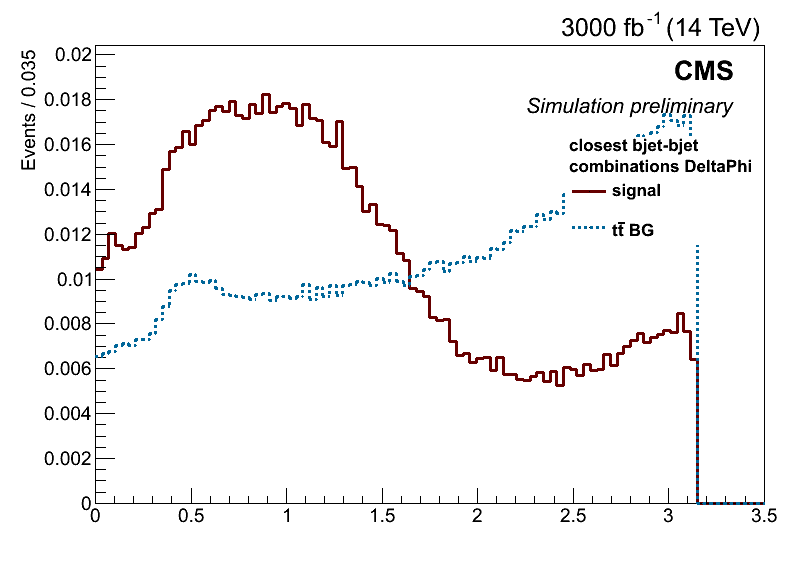 3000 fb⁻¹ (14 TeV)
Events / 0.035
CMS
Simulation preliminary
closest bjet-bjet
combinations DeltaPhi
signal
tt̄ BG
0.02
0.018
0.016
0.014
0.012
0.01
0.008
0.006
0.004
0.002
0
0 0.5 1 1.5 2 2.5 3 3.5